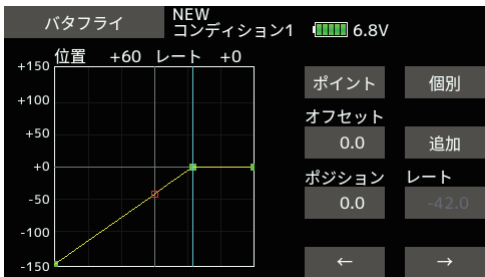 バタフライ
NEW
コンディション1
6.8V
位置 +60 レート +0
+150
+100
+50
+0
-50
-100
-150
ポイント 個別
オフセット
0.0 追加
ポジション レート
0.0 -42.0
← →